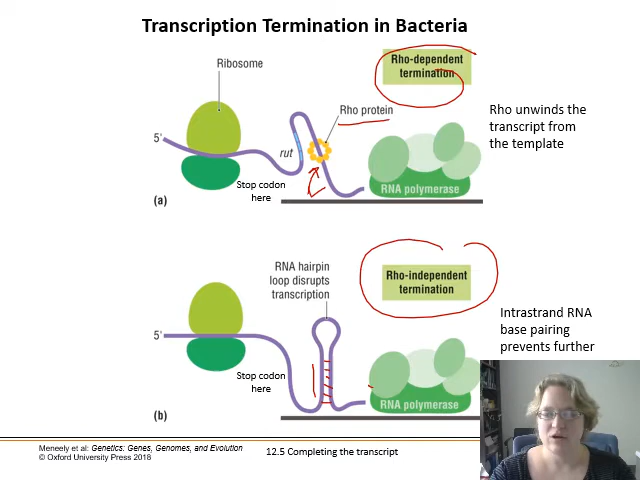 Transcription Termination in Bacteria
Ribosome
Rho-dependent
termination
Rho protein
Rho unwinds the
transcript from
the template
5'
rut
Stop codon
here
RNA polymerase
(a)
RNA hairpin
loop disrupts
transcription
Rho-independent
termination
Intrastrand RNA
base pairing
prevents further
5'
Stop codon
here
RNA polymerase
(b)
Meneely et al: Genetics: Genes, Genomes, and Evolution
© Oxford University Press 2018
12.5 Completing the transcript